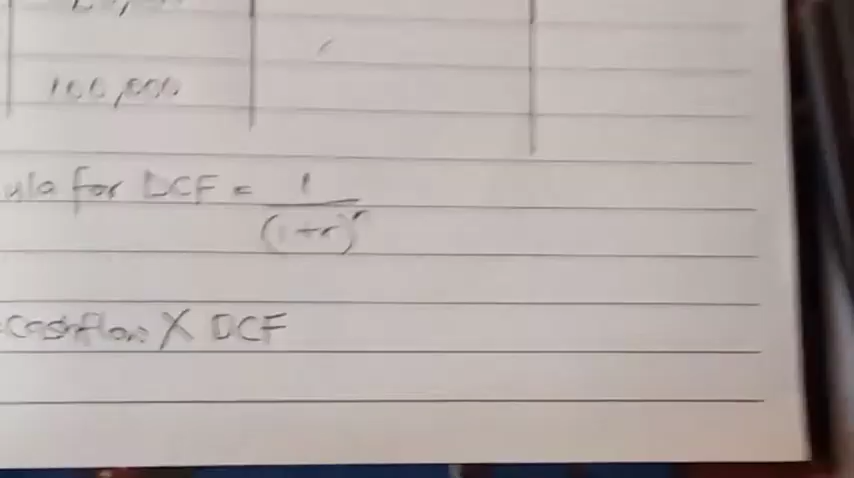 100,000
ula for DCF = 1
(1+r)^r
cashflow X DCF